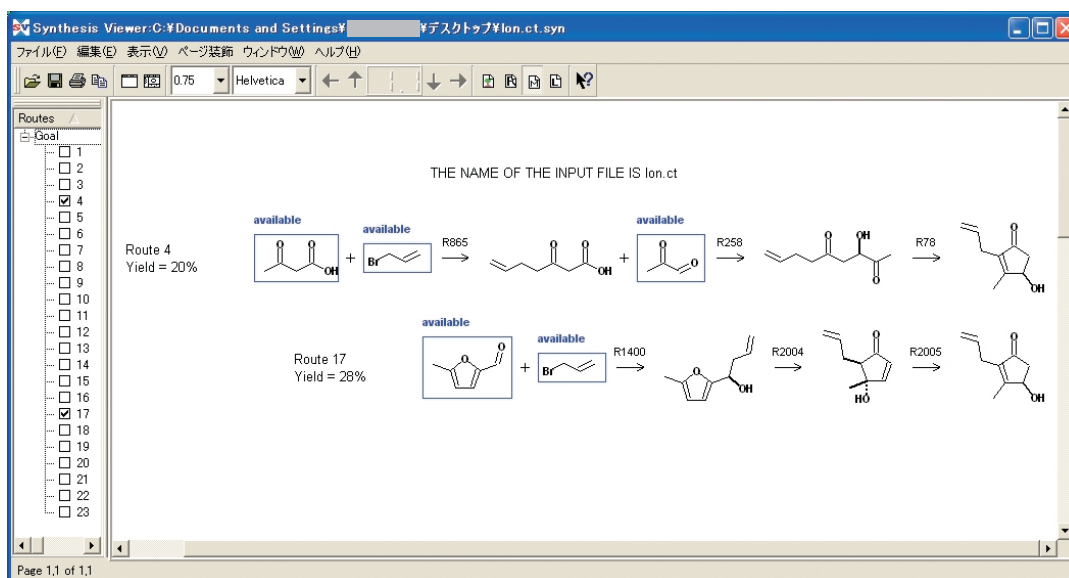 Synthesis Viewer:C:¥Documents and Settings¥ ¥デスクトップ¥lon.ct.syn
ファイル(F) 編集(E) 表示(V) ページ装飾 ウィンドウ(W) ヘルプ(H)
0.75 Helvetica
Routes
Goal
1
2
3
4
5
6
7
8
9
10
11
12
13
14
15
16
17
18
19
20
21
22
23
THE NAME OF THE INPUT FILE IS lon.ct
Route 4
Yield = 20%
available
O O
OH
+
available
Br
R865
O O
OH
+
available
O
O
R258
O OH
O
R78
O
OH
Route 17
Yield = 28%
available
O
O
+
available
Br
R1400
O
OH
R2004
O
HO
R2005
O
OH
Page 1,1 of 1,1